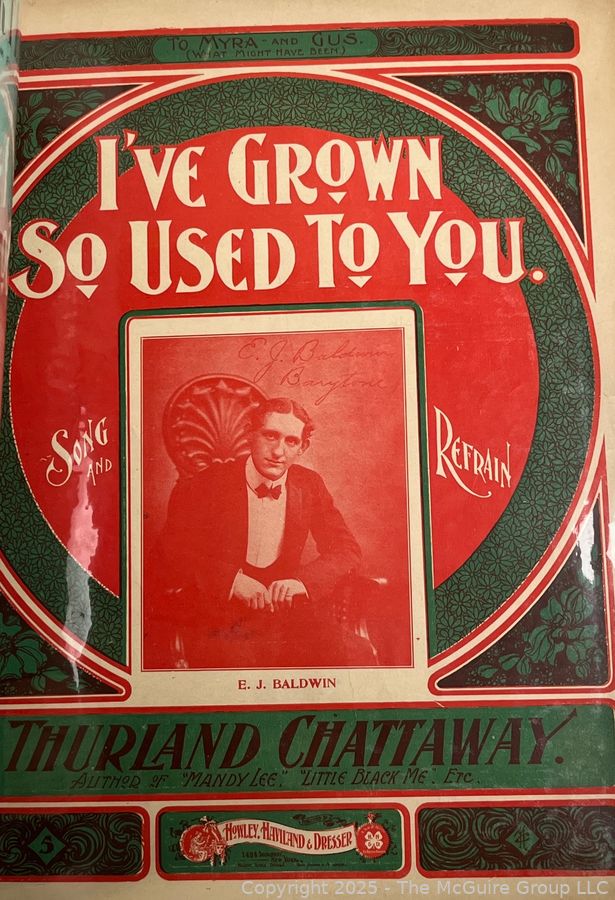 TO MYRA - AND GUS.
(WHAT MIGHT HAVE BEEN)
I'VE GROWN
SO USED TO YOU.
E. J. Baldwin
Barytone
SONG
AND
REFRAIN
E. J. BALDWIN
THURLAND CHATTAWAY.
AUTHOR OF "MANDY LEE", "LITTLE BLACK ME". ETC.
5
HOWLEY, HAVILAND & DRESSER
NEW YORK
Copyright 2025 - The McGuire Group LLC